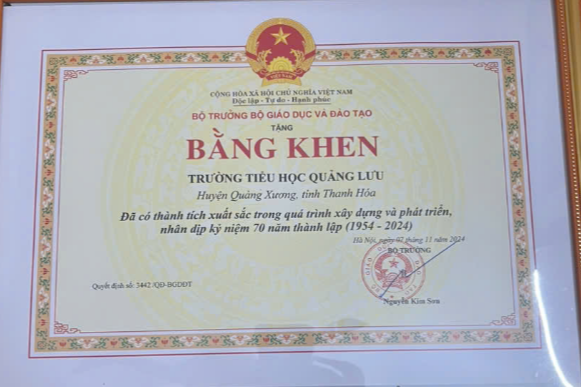 CỘNG HÒA XÃ HỘI CHỦ NGHĨA VIỆT NAM
Độc lập - Tự do - Hạnh phúc
BỘ TRƯỞNG BỘ GIÁO DỤC VÀ ĐÀO TẠO
TẶNG
BẰNG KHEN
TRƯỜNG TIỂU HỌC QUẢNG LƯU
Huyện Quảng Xương, tỉnh Thanh Hóa
Đã có thành tích xuất sắc trong quá trình xây dựng và phát triển,
nhân dịp kỷ niệm 70 năm thành lập (1954 - 2024)
Hà Nội, ngày 07 tháng 11 năm 2024
BỘ TRƯỞNG
Quyết định số: 3442 /QĐ-BGDĐT
Nguyễn Kim Sơn